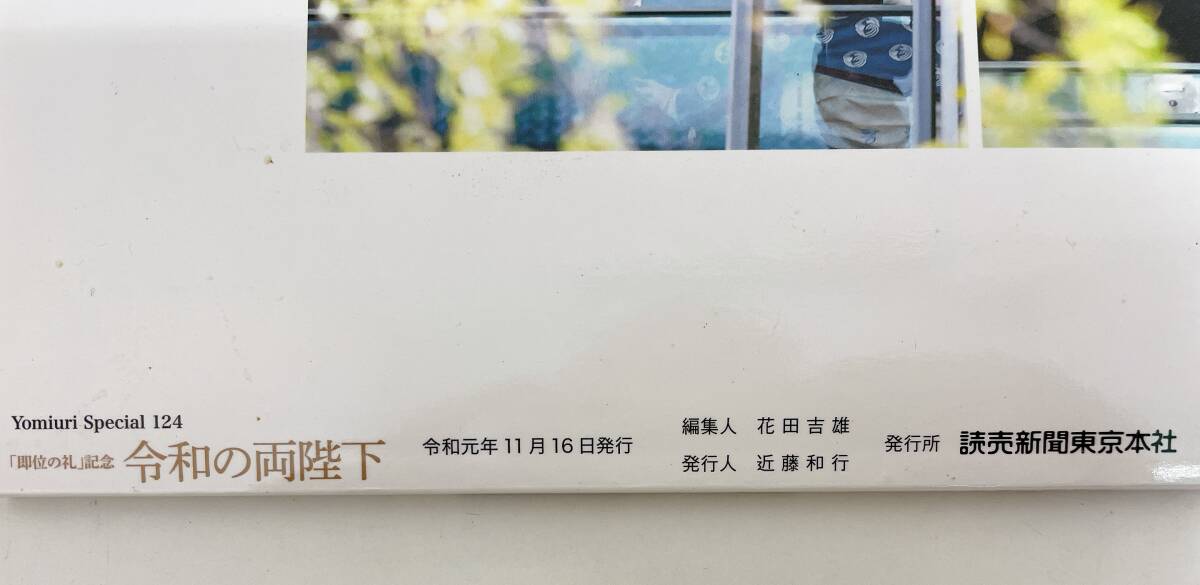 Yomiuri Special 124
「即位の礼」記念 令和の両陛下
令和元年11月16日発行
編集人 花田吉雄
発行人 近藤和行
発行所 読売新聞東京本社